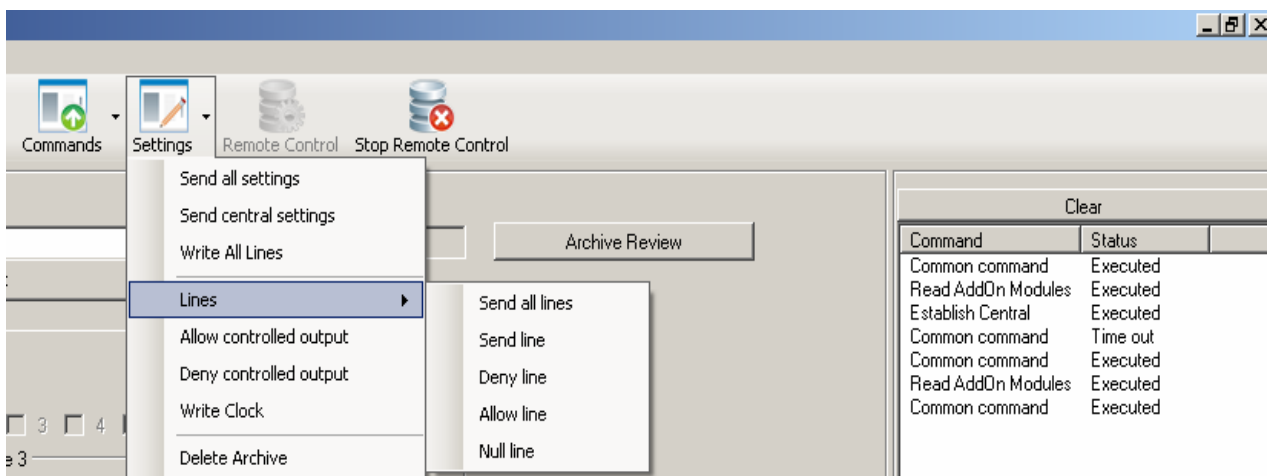 Commands
Settings
Remote Control
Stop Remote Control
Send all settings
Send central settings
Write All Lines
Lines
Allow controlled output
Deny controlled output
Write Clock
Delete Archive
Send all lines
Send line
Deny line
Allow line
Null line
Archive Review
3 4
e 3
Clear
Command Status
Common command Executed
Read AddOn Modules Executed
Establish Central Executed
Common command Time out
Common command Executed
Read AddOn Modules Executed
Common command Executed